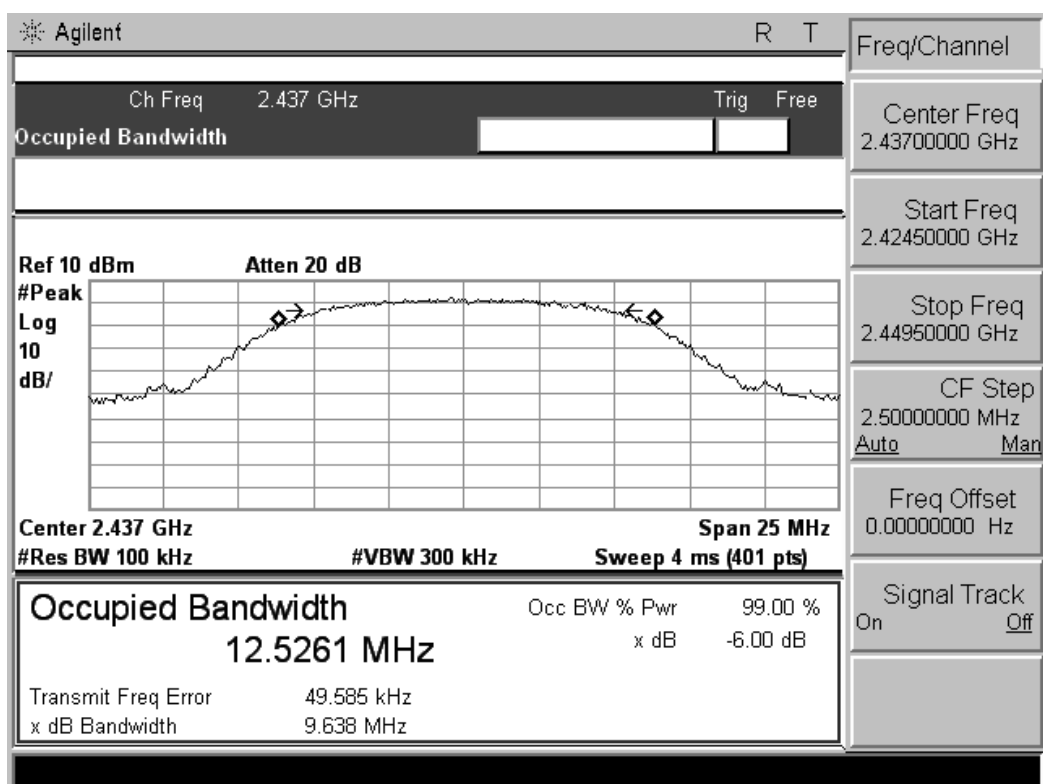 Agilent R T
Ch Freq 2.437 GHz Trig Free
Occupied Bandwidth
Ref 10 dBm Atten 20 dB
#Peak
Log
10
dB/
Center 2.437 GHz Span 25 MHz
#Res BW 100 kHz #VBW 300 kHz Sweep 4 ms (401 pts)
Occupied Bandwidth Occ BW % Pwr 99.00 %
12.5261 MHz x dB -6.00 dB
Transmit Freq Error 49.585 kHz
x dB Bandwidth 9.638 MHz
Freq/Channel
Center Freq
2.43700000 GHz
Start Freq
2.42450000 GHz
Stop Freq
2.44950000 GHz
CF Step
2.50000000 MHz
Auto Man
Freq Offset
0.00000000 Hz
Signal Track
On Off